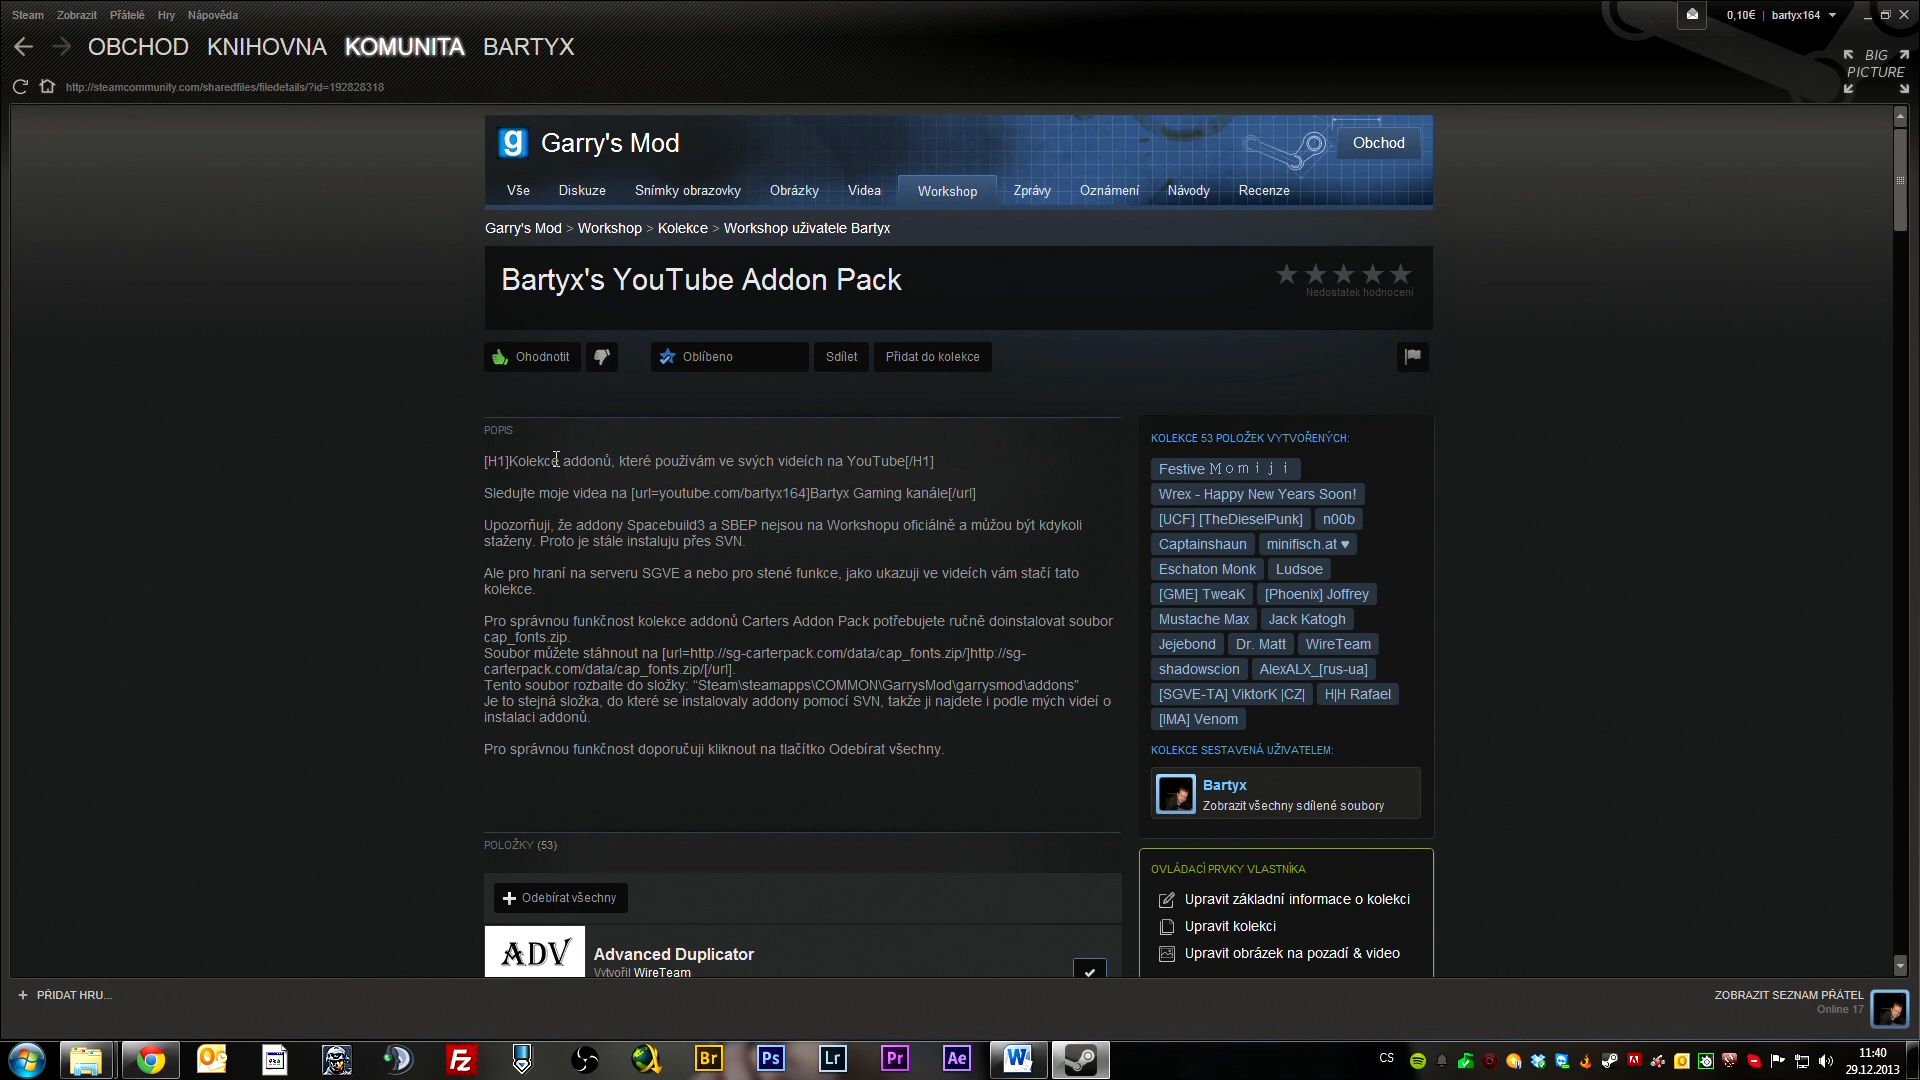 Steam Zobrazit Přátelé Hry Nápověda
0,10€ | bartyx164
OBCHOD KNIHOVNA KOMUNITA BARTYX
BIG
PICTURE
http://steamcommunity.com/sharedfiles/filedetails/?id=192828318
g Garry's Mod
Obchod
Vše Diskuze Snímky obrazovky Obrázky Videa Workshop Zprávy Oznámení Návody Recenze
Garry's Mod > Workshop > Kolekce > Workshop uživatele Bartyx
Bartyx's YouTube Addon Pack
Nedostatek hodnocení
Ohodnotit Oblíbeno Sdílet Přidat do kolekce
POPIS
[H1]Kolekce addonů, které používám ve svých videích na YouTube[/H1]
Sledujte moje videa na [url=youtube.com/bartyx164]Bartyx Gaming kanále[/url]
Upozorňuji, že addony Spacebuild3 a SBEP nejsou na Workshopu oficiálně a můžou být kdykoli
staženy. Proto je stále instaluju přes SVN.
Ale pro hraní na serveru SGVE a nebo pro stené funkce, jako ukazuji ve videích vám stačí tato
kolekce.
Pro správnou funkčnost kolekce addonů Carters Addon Pack potřebujete ručně doinstalovat soubor
cap_fonts.zip.
Soubor můžete stáhnout na [url=http://sg-carterpack.com/data/cap_fonts.zip/]http://sg-
carterpack.com/data/cap_fonts.zip/[/url].
Tento soubor rozbalte do složky: “Steam\steamapps\COMMON\GarrysMod\garrysmod\addons”
Je to stejná složka, do které se instalovaly addony pomocí SVN, takže ji najdete i podle mých videí o
instalaci addonů.
Pro správnou funkčnost doporučuji kliknout na tlačítko Odebírat všechny.
POLOŽKY (53)
Odebírat všechny
ADV
Advanced Duplicator
Vytvořil WireTeam
KOLEKCE 53 POLOŽEK VYTVOŘENÝCH:
Festive Ｍｏｍｉｊｉ
Wrex - Happy New Years Soon!
[UCF] [TheDieselPunk] n00b
Captainshaun minifisch.at ♥
Eschaton Monk Ludsoe
[GME] TweaK [Phoenix] Joffrey
Mustache Max Jack Katogh
Jejebond Dr. Matt WireTeam
shadowscion AlexALX_[rus-ua]
[SGVE-TA] ViktorK |CZ| H|H Rafael
[IMA] Venom
KOLEKCE SESTAVENÁ UŽIVATELEM:
Bartyx
Zobrazit všechny sdílené soubory
OVLÁDACÍ PRVKY VLASTNÍKA
Upravit základní informace o kolekci
Upravit kolekci
Upravit obrázek na pozadí & video
PŘIDAT HRU...
ZOBRAZIT SEZNAM PŘÁTEL
Online 17
Fz Br Ps Lr Pr Ae W
CS
11:40
29.12.2013